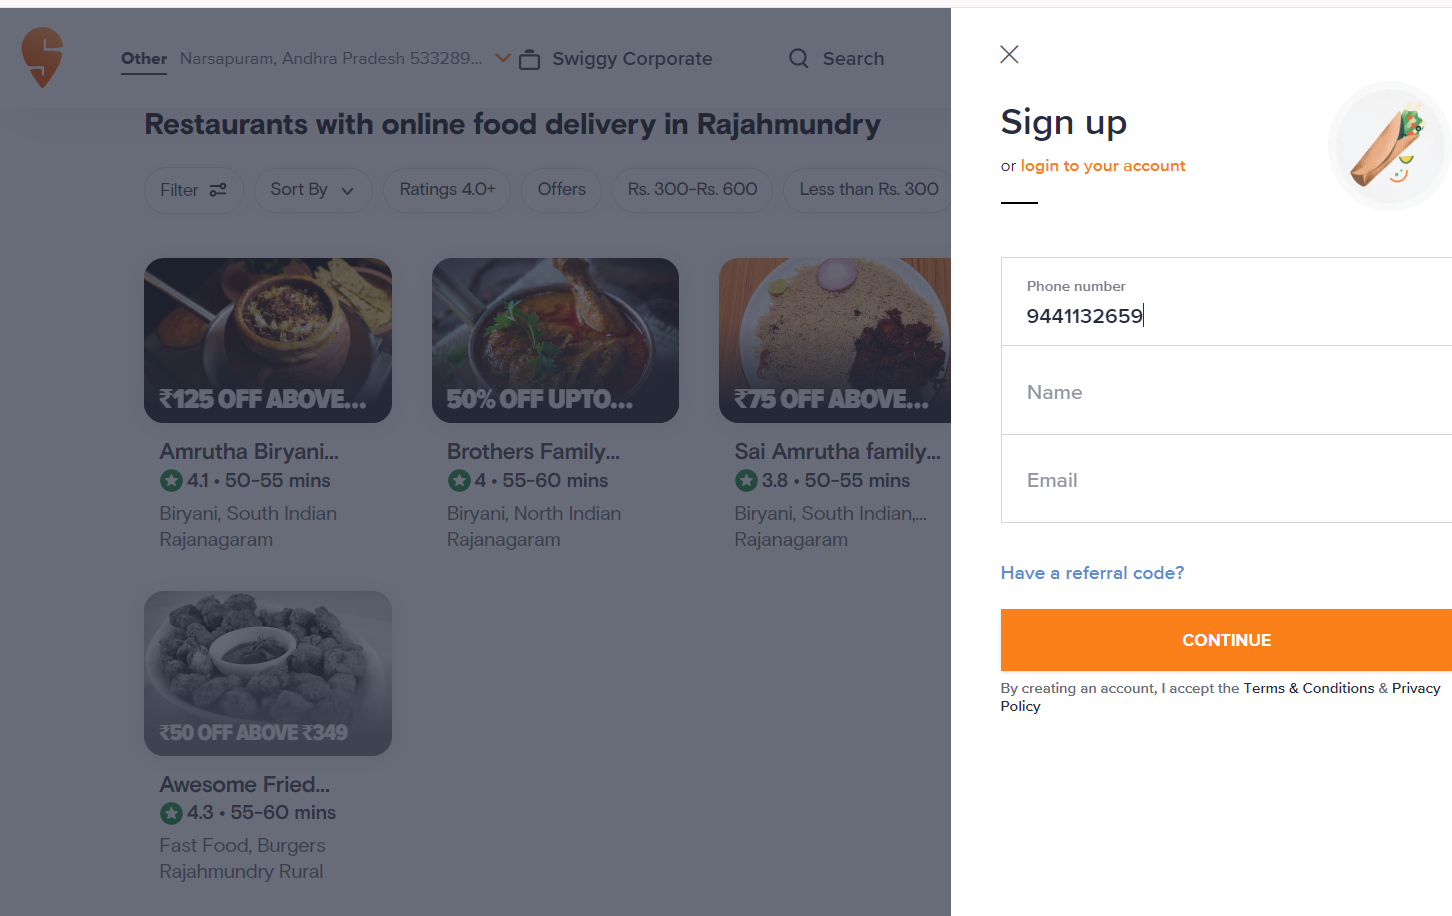 Other Narsapuram, Andhra Pradesh 533289... Swiggy Corporate Search
Restaurants with online food delivery in Rajahmundry
Filter Sort By Ratings 4.0+ Offers Rs. 300-Rs. 600 Less than Rs. 300
₹125 OFF ABOVE... 50% OFF UPTO... ₹75 OFF ABOVE...
Amrutha Biryani... Brothers Family... Sai Amrutha family...
4.1 • 50-55 mins 4 • 55-60 mins 3.8 • 50-55 mins
Biryani, South Indian Biryani, North Indian Biryani, South Indian,...
Rajanagaram Rajanagaram Rajanagaram
₹50 OFF ABOVE ₹349
Awesome Fried...
4.3 • 55-60 mins
Fast Food, Burgers
Rajahmundry Rural
Sign up
or login to your account
Phone number
9441132659
Name
Email
Have a referral code?
CONTINUE
By creating an account, I accept the Terms & Conditions & Privacy
Policy